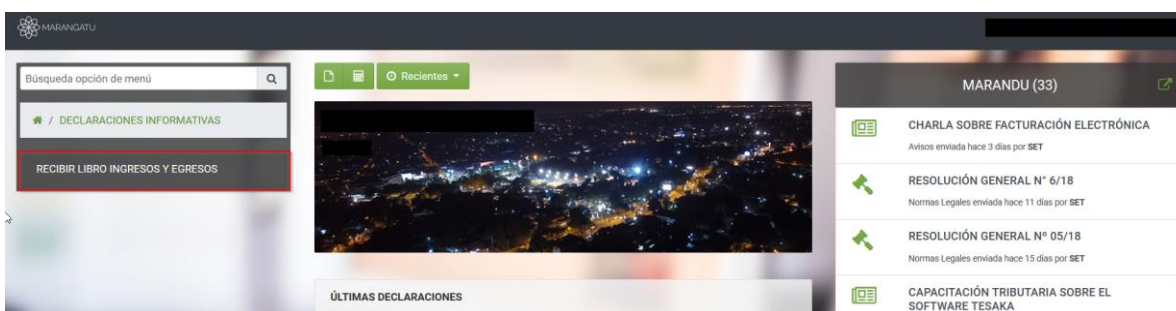 MARANGATU
Búsqueda opción de menú
/ DECLARACIONES INFORMATIVAS
RECIBIR LIBRO INGRESOS Y EGRESOS
Recientes
ÚLTIMAS DECLARACIONES
MARANDU (33)
CHARLA SOBRE FACTURACIÓN ELECTRÓNICA
Avisos enviada hace 3 días por SET
RESOLUCIÓN GENERAL N° 6/18
Normas Legales enviada hace 11 días por SET
RESOLUCIÓN GENERAL Nº 05/18
Normas Legales enviada hace 15 días por SET
CAPACITACIÓN TRIBUTARIA SOBRE EL
SOFTWARE TESAKA